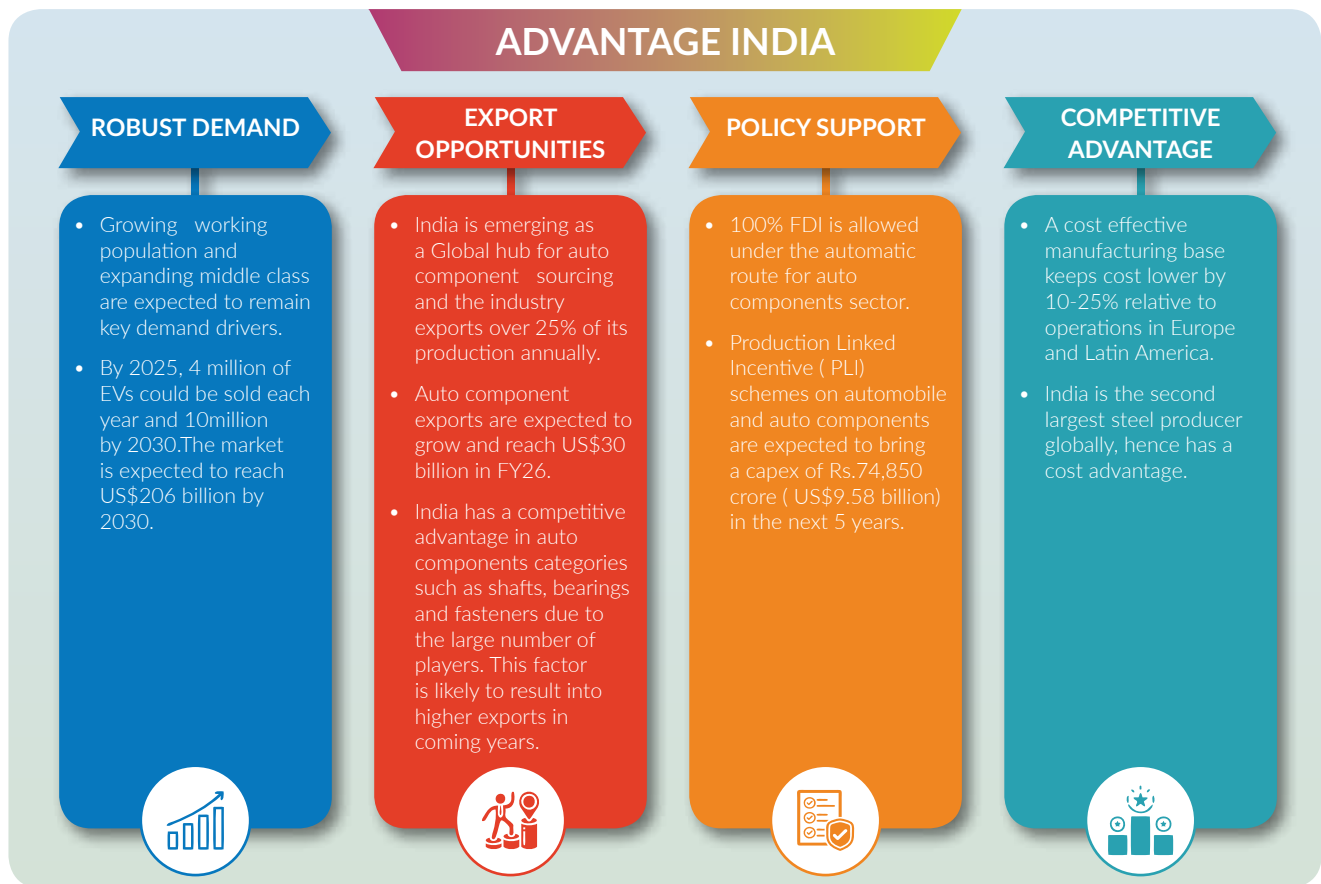 ADVANTAGE INDIA
ROBUST DEMAND
• Growing working
population and
expanding middle class
are expected to remain
key demand drivers.
• By 2025, 4 million of
EVs could be sold each
year and 10million
by 2030.The market
is expected to reach
US$206 billion by
2030.
EXPORT
OPPORTUNITIES
• India is emerging as
a Global hub for auto
component sourcing
and the industry
exports over 25% of its
production annually.
• Auto component
exports are expected to
grow and reach US$30
billion in FY26.
• India has a competitive
advantage in auto
components categories
such as shafts, bearings
and fasteners due to
the large number of
players. This factor
is likely to result into
higher exports in
coming years.
POLICY SUPPORT
• 100% FDI is allowed
under the automatic
route for auto
components sector.
• Production Linked
Incentive ( PLI)
schemes on automobile
and auto components
are expected to bring
a capex of Rs.74,850
crore ( US$9.58 billion)
in the next 5 years.
COMPETITIVE
ADVANTAGE
• A cost effective
manufacturing base
keeps cost lower by
10-25% relative to
operations in Europe
and Latin America.
• India is the second
largest steel producer
globally, hence has a
cost advantage.